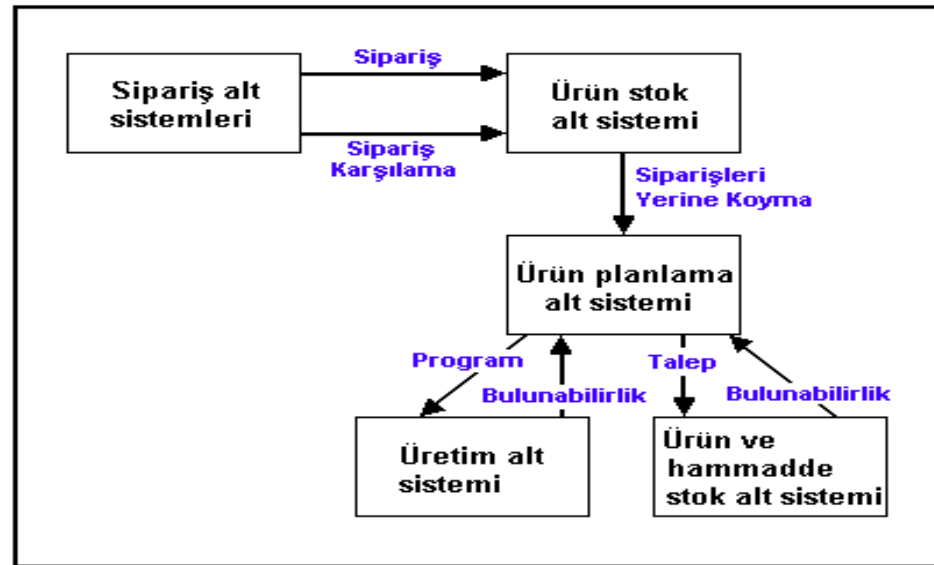 Sipariş alt
sistemleri
Sipariş
Sipariş
Karşılama
Ürün stok
alt sistemi
Siparişleri
Yerine Koyma
Ürün planlama
alt sistemi
Program
Bulunabilirlik
Talep
Bulunabilirlik
Üretim alt
sistemi
Ürün ve
hammadde
stok alt sistemi